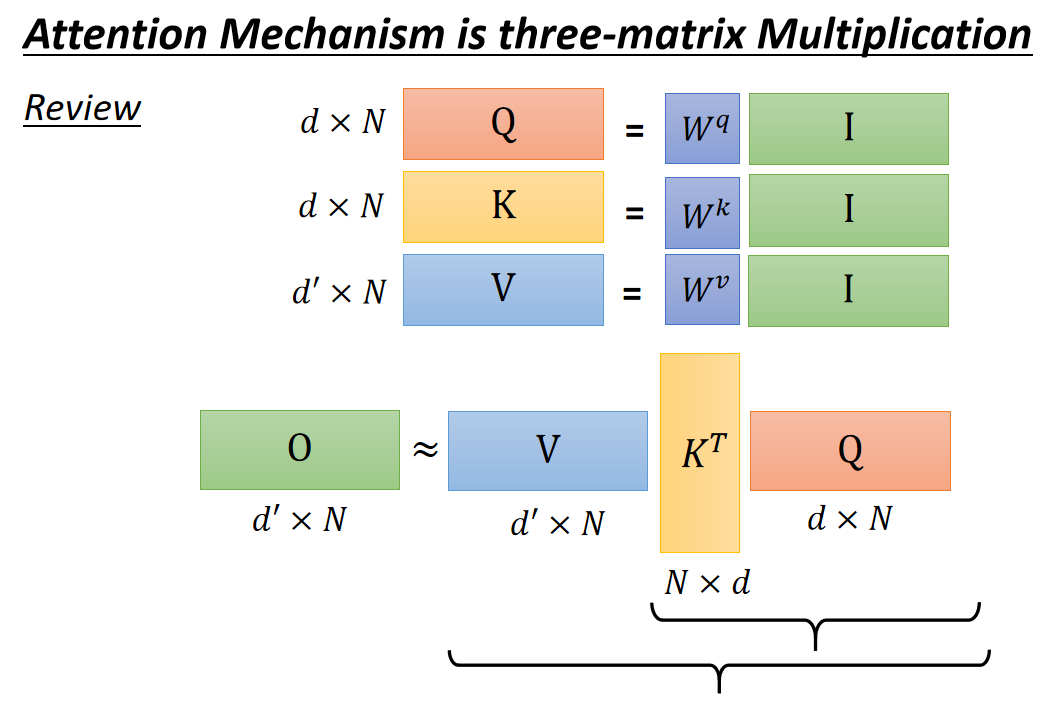 Attention Mechanism is three-matrix Multiplication
Review
d × N Q = W^q I
d × N K = W^k I
d′ × N V = W^v I
O ≈ V K^T Q
d′ × N d′ × N d × N
N × d